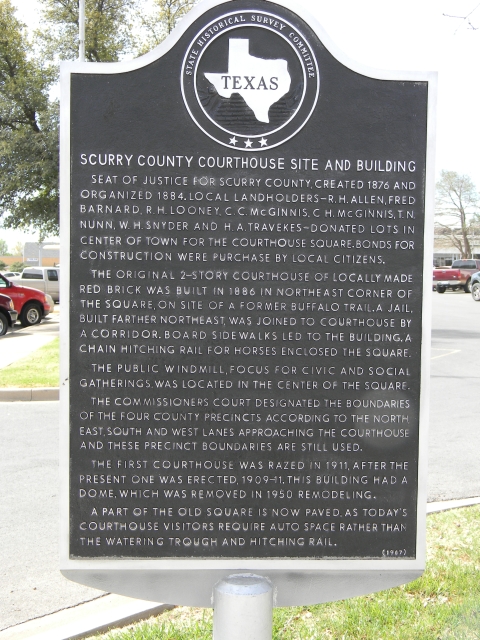 STATE HISTORICAL SURVEY COMMITTEE
TEXAS
SCURRY COUNTY COURTHOUSE SITE AND BUILDING
SEAT OF JUSTICE FOR SCURRY COUNTY, CREATED 1876 AND
ORGANIZED 1884. LOCAL LANDHOLDERS—R. H. ALLEN, FRED
BARNARD, R. H. LOONEY, C. C. McGINNIS, C. H. McGINNIS, T. N.
NUNN, W. H. SNYDER AND H. A. TRAVEKES—DONATED LOTS IN
CENTER OF TOWN FOR THE COURTHOUSE SQUARE. BONDS FOR
CONSTRUCTION WERE PURCHASE BY LOCAL CITIZENS.
THE ORIGINAL 2-STORY COURTHOUSE OF LOCALLY MADE
RED BRICK WAS BUILT IN 1886 IN NORTHEAST CORNER OF
THE SQUARE, ON SITE OF A FORMER BUFFALO TRAIL. A JAIL,
BUILT FARTHER NORTHEAST, WAS JOINED TO COURTHOUSE BY
A CORRIDOR. BOARD SIDEWALKS LED TO THE BUILDING. A
CHAIN HITCHING RAIL FOR HORSES ENCLOSED THE SQUARE.
THE PUBLIC WINDMILL, FOCUS FOR CIVIC AND SOCIAL
GATHERINGS, WAS LOCATED IN THE CENTER OF THE SQUARE.
THE COMMISSIONERS COURT DESIGNATED THE BOUNDARIES
OF THE FOUR COUNTY PRECINCTS ACCORDING TO THE NORTH
EAST, SOUTH AND WEST LANES APPROACHING THE COURTHOUSE
AND THESE PRECINCT BOUNDARIES ARE STILL USED.
THE FIRST COURTHOUSE WAS RAZED IN 1911, AFTER THE
PRESENT ONE WAS ERECTED, 1909-11. THIS BUILDING HAD A
DOME, WHICH WAS REMOVED IN 1950 REMODELING.
A PART OF THE OLD SQUARE IS NOW PAVED, AS TODAY'S
COURTHOUSE VISITORS REQUIRE AUTO SPACE RATHER THAN
THE WATERING TROUGH AND HITCHING RAIL.
(1967)